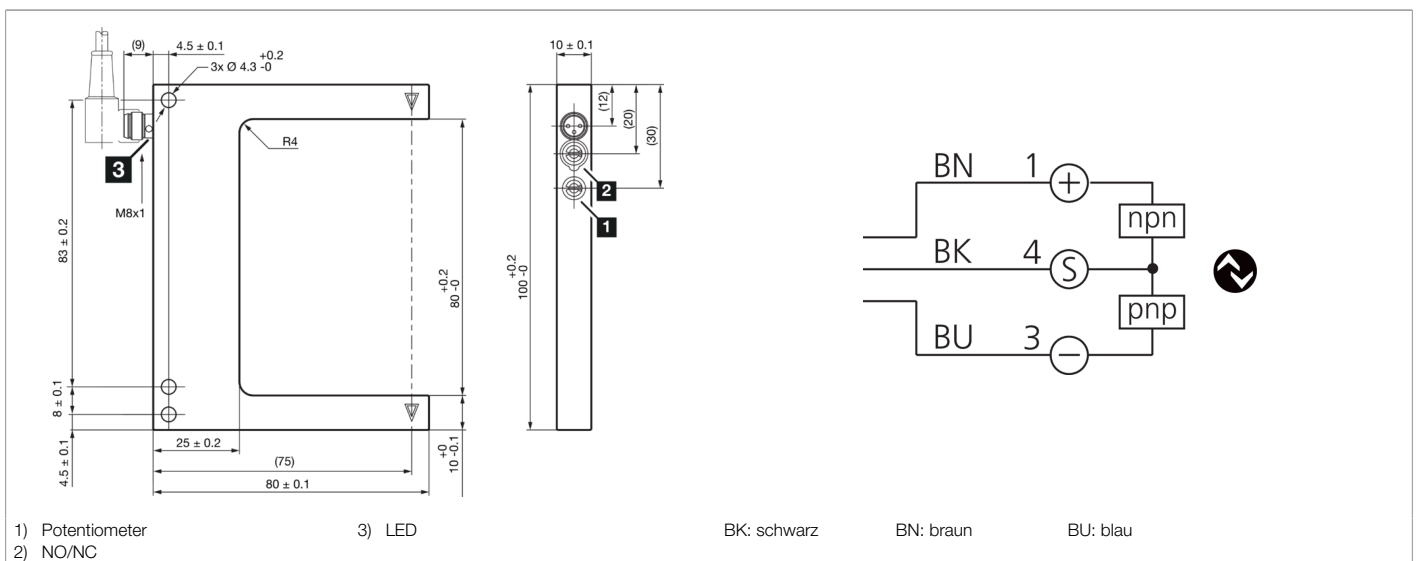 (9)
4.5 ± 0.1
3x Ø 4.3 +0.2 -0
R4
3
M8x1
83 ± 0.2
8 ± 0.1
4.5 ± 0.1
25 ± 0.2
(75)
80 ± 0.1
80 +0.2 -0
10 +0 -0.1
10 ± 0.1
(12)
(20)
(30)
2
1
100 +0.2 -0
BN 1 +
npn
BK 4 S
pnp
BU 3 −
1) Potentiometer
2) NO/NC
3) LED
BK: schwarz
BN: braun
BU: blau